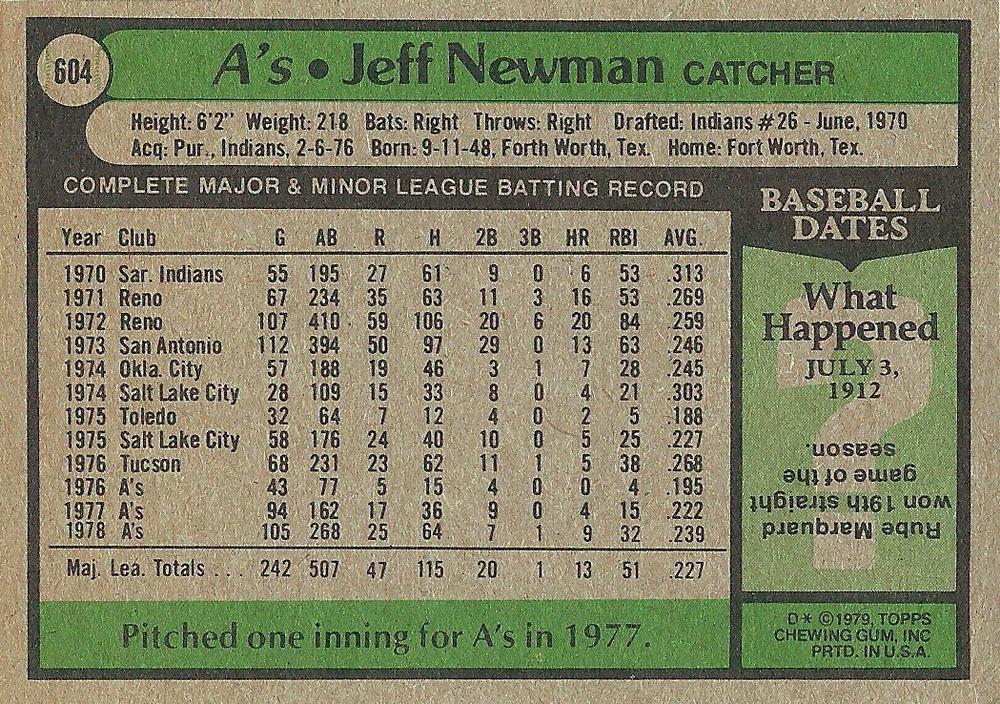 604
A's • Jeff Newman CATCHER
Height: 6'2" Weight: 218 Bats: Right Throws: Right Drafted: Indians #26 - June, 1970
Acq: Pur., Indians, 2-6-76 Born: 9-11-48, Forth Worth, Tex. Home: Fort Worth, Tex.
COMPLETE MAJOR & MINOR LEAGUE BATTING RECORD
Year Club G AB R H 2B 3B HR RBI AVG.
1970 Sar. Indians 55 195 27 61 9 0 6 53 .313
1971 Reno 67 234 35 63 11 3 16 53 .269
1972 Reno 107 410 59 106 20 6 20 84 .259
1973 San Antonio 112 394 50 97 29 0 13 63 .246
1974 Okla. City 57 188 19 46 3 1 7 28 .245
1974 Salt Lake City 28 109 15 33 8 0 4 21 .303
1975 Toledo 32 64 7 12 4 0 2 5 .188
1975 Salt Lake City 58 176 24 40 10 0 5 25 .227
1976 Tucson 68 231 23 62 11 1 5 38 .268
1976 A's 43 77 5 15 4 0 0 4 .195
1977 A's 94 162 17 36 9 0 4 15 .222
1978 A's 105 268 25 64 7 1 9 32 .239
Maj. Lea. Totals . . . 242 507 47 115 20 1 13 51 .227
Pitched one inning for A's in 1977.
BASEBALL
DATES
What
Happened
JULY 3,
1912
Rube Marquard
won 19th straight
game of the
season.
D* ©1979, TOPPS
CHEWING GUM, INC
PRTD. IN U.S.A.